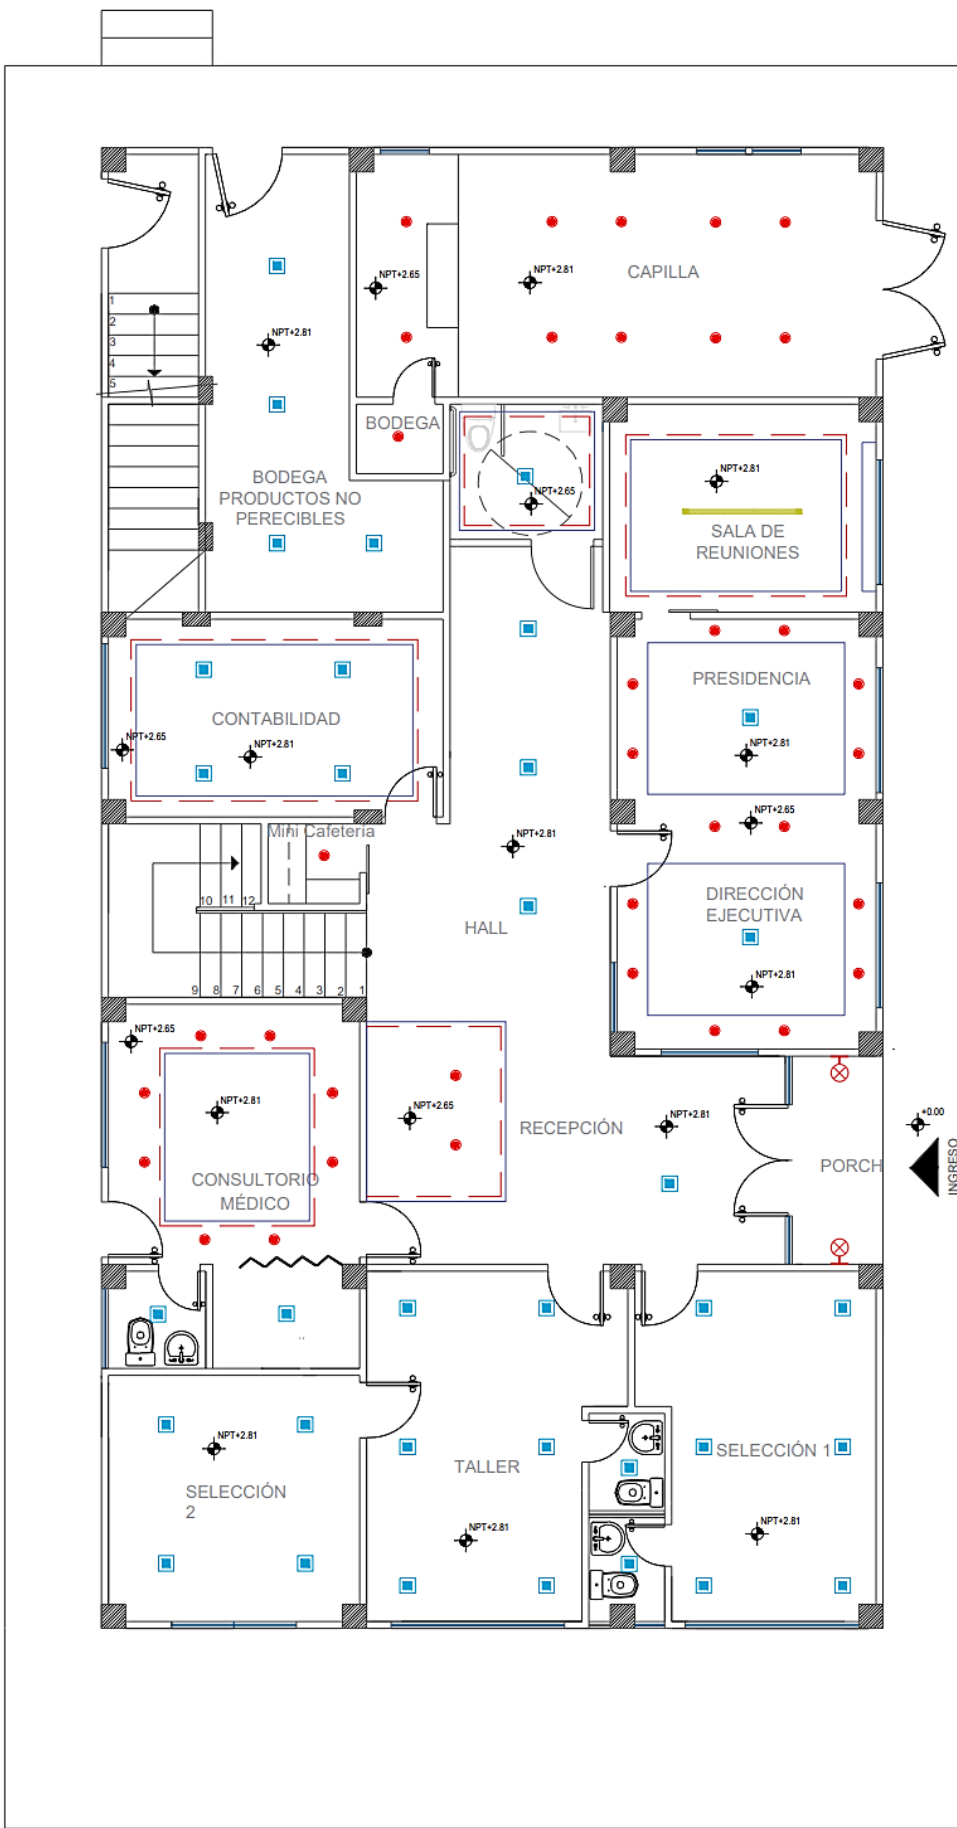 1
2
3
4
5
NPT+2.65
NPT+2.81
CAPILLA
NPT+2.81
BODEGA
BODEGA
PRODUCTOS NO
PERECIBLES
NPT+2.65
NPT+2.81
SALA DE
REUNIONES
CONTABILIDAD
NPT+2.65
NPT+2.81
PRESIDENCIA
NPT+2.81
NPT+2.65
Mini Cafetería
10 11 12
9 8 7 6 5 4 3 2 1
NPT+2.81
HALL
DIRECCIÓN
EJECUTIVA
NPT+2.81
NPT+2.65
NPT+2.81
CONSULTORIO
MÉDICO
NPT+2.65
RECEPCIÓN
NPT+2.81
PORCH
+0.00
INGRESO
NPT+2.81
SELECCIÓN
2
TALLER
NPT+2.81
SELECCIÓN 1
NPT+2.81